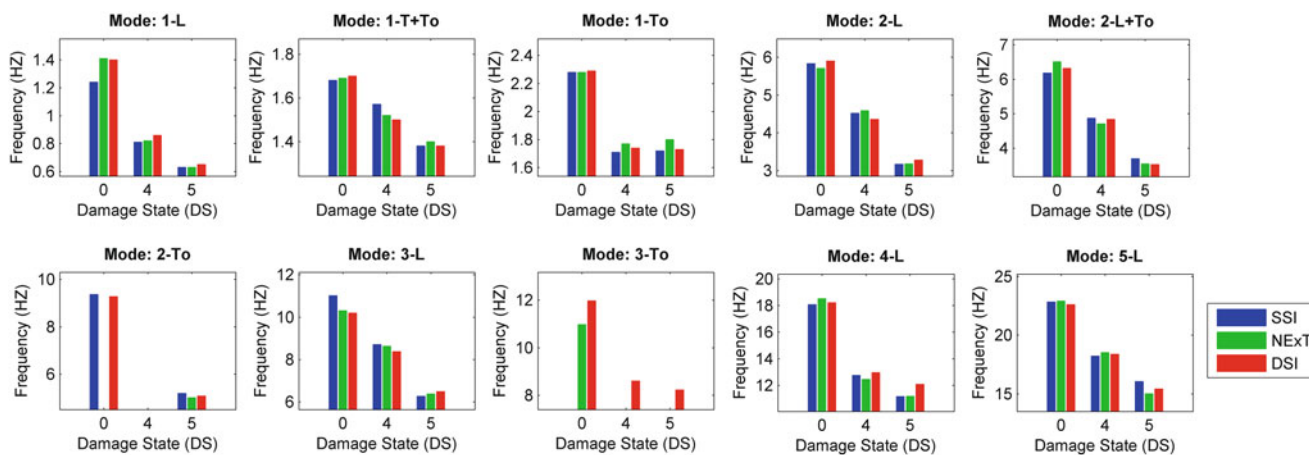 Mode: 1-L
Frequency (HZ)
1.4
1.2
1
0.8
0.6
0 4 5
Damage State (DS)
Mode: 1-T+To
Frequency (HZ)
1.8
1.6
1.4
0 4 5
Damage State (DS)
Mode: 1-To
Frequency (HZ)
2.4
2.2
2
1.8
1.6
0 4 5
Damage State (DS)
Mode: 2-L
Frequency (HZ)
6
5
4
3
0 4 5
Damage State (DS)
Mode: 2-L+To
Frequency (HZ)
7
6
5
4
0 4 5
Damage State (DS)
Mode: 2-To
Frequency (HZ)
10
8
6
0 4 5
Damage State (DS)
Mode: 3-L
Frequency (HZ)
12
10
8
6
0 4 5
Damage State (DS)
Mode: 3-To
Frequency (HZ)
12
10
8
0 4 5
Damage State (DS)
Mode: 4-L
Frequency (HZ)
20
18
16
14
12
0 4 5
Damage State (DS)
Mode: 5-L
Frequency (HZ)
25
20
15
0 4 5
Damage State (DS)
SSI
NExT
DSI